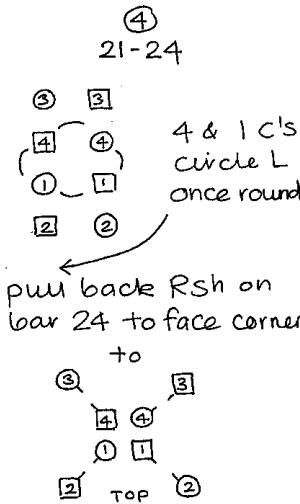 4
21-24
3 3
4 4
1 1
2 2
4 & 1 C's
circle L
once round
pull back RSh on
bar 24 to face corner
to
3 3
4 4
1 1
2 2
TOP